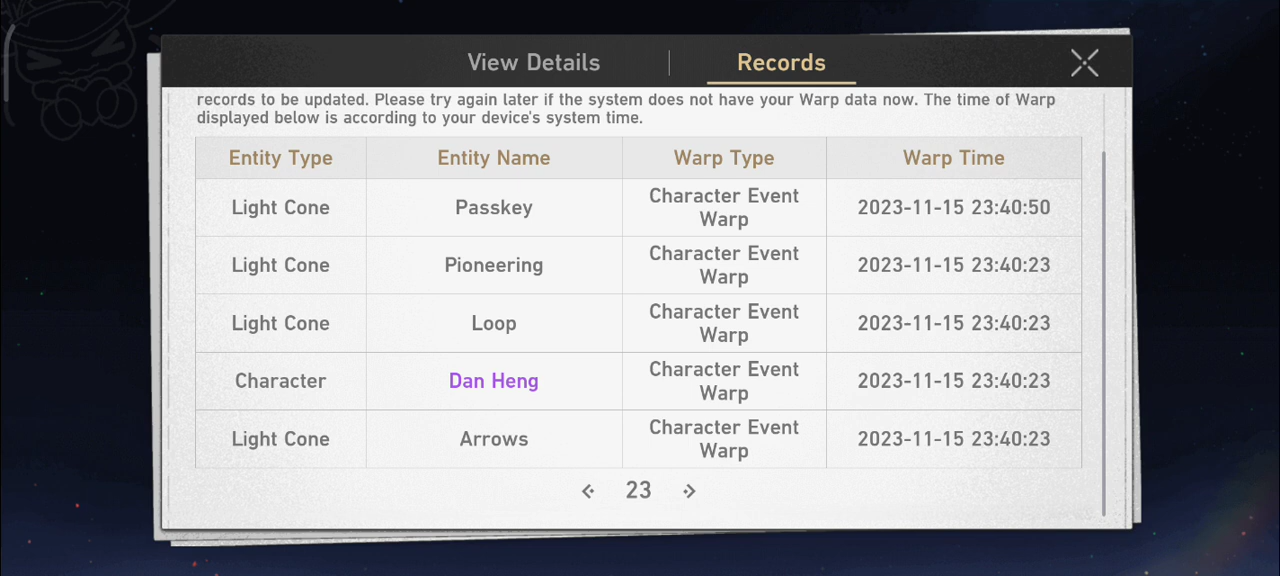 View Details
Records
records to be updated. Please try again later if the system does not have your Warp data now. The time of Warp
displayed below is according to your device's system time.
Entity Type Entity Name Warp Type Warp Time
Light Cone Passkey Character Event Warp 2023-11-15 23:40:50
Light Cone Pioneering Character Event Warp 2023-11-15 23:40:23
Light Cone Loop Character Event Warp 2023-11-15 23:40:23
Character Dan Heng Character Event Warp 2023-11-15 23:40:23
Light Cone Arrows Character Event Warp 2023-11-15 23:40:23
23